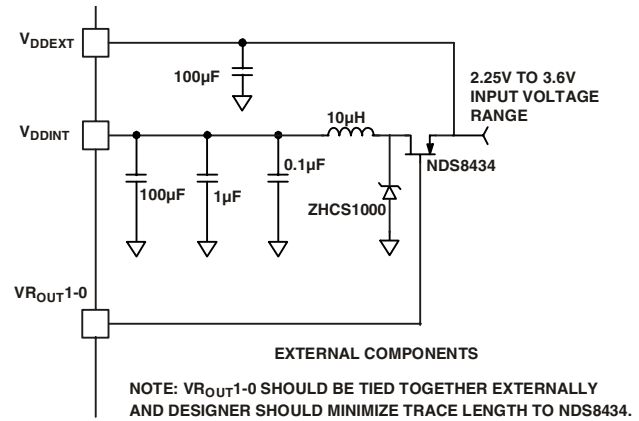 VDDEXT
100µF
2.25V TO 3.6V
INPUT VOLTAGE
RANGE
VDDINT
10µH
NDS8434
0.1µF
100µF
1µF
ZHCS1000
VROUT1-0
EXTERNAL COMPONENTS
NOTE: VROUT1-0 SHOULD BE TIED TOGETHER EXTERNALLY
AND DESIGNER SHOULD MINIMIZE TRACE LENGTH TO NDS8434.